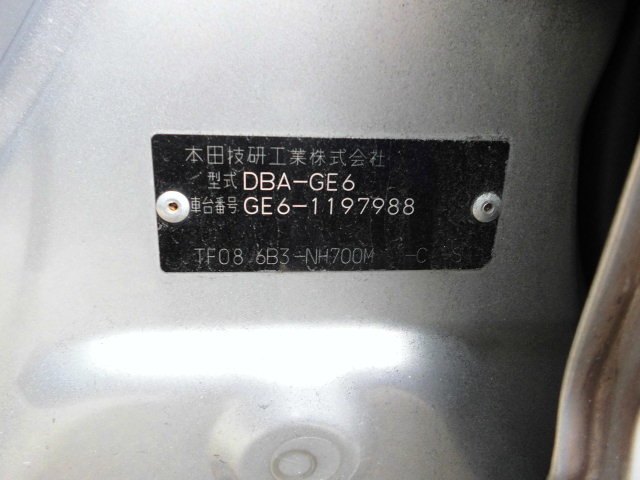 本田技研工業株式会社
型式 DBA-GE6
車台番号 GE6-1197988
TF08 6B3-NH700M -C S